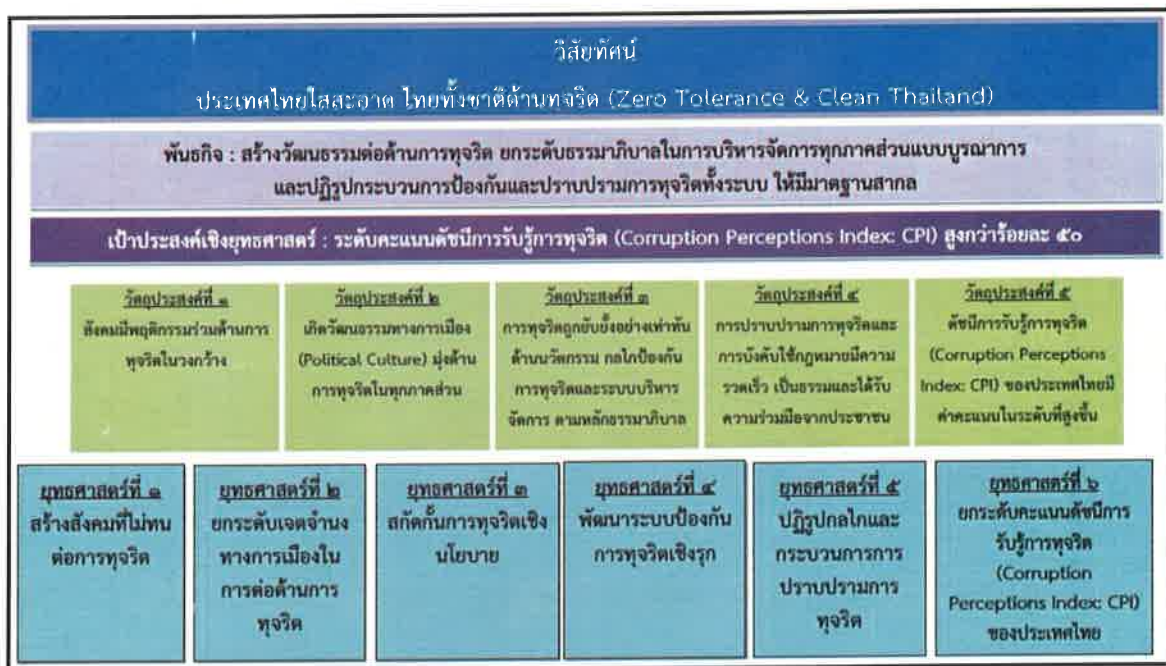 วิสัยทัศน์
ประเทศไทยใสสะอาด ไทยทั้งชาติต้านทุจริต (Zero Tolerance & Clean Thailand)
พันธกิจ : สร้างวัฒนธรรมต่อต้านการทุจริต ยกระดับธรรมาภิบาลในการบริหารจัดการทุกภาคส่วนแบบบูรณาการ
และปฏิรูปกระบวนการป้องกันและปราบปรามการทุจริตทั้งระบบ ให้มีมาตฐานสากล
เป้าประสงค์เชิงยุทธศาสตร์ : ระดับคะแนนดัชนีการรับรู้การทุจริต (Corruption Perceptions Index: CPI) สูงกว่าร้อยละ ๕๐
วัตถุประสงค์ที่ ๑
สังคมมีพฤติกรรมร่วมต้านการ
ทุจริตในวงกว้าง
วัตถุประสงค์ที่ ๒
เกิดวัฒนธรรมทางการเมือง
(Political Culture) มุ่งต้าน
การทุจริตในทุกภาคส่วน
วัตถุประสงค์ที่ ๓
การทุจริตถูกยับยั้งอย่างเท่าทัน
ด้านนวัตกรรม กลไกป้องกัน
การทุจริตและระบบบริหาร
จัดการ ตามหลักธรรมาภิบาล
วัตถุประสงค์ที่ ๔
การปราบปรามการทุจริตและ
การบังคับใช้กฎหมายมีความ
รวดเร็ว เป็นธรรมและได้รับ
ความร่วมมือจากประชาชน
วัตถุประสงค์ที่ ๕
ดัชนีการรับรู้การทุจริต
(Corruption Perceptions
Index: CPI) ของประเทศไทยมี
ค่าคะแนนในระดับที่สูงขึ้น
ยุทธศาสตร์ที่ ๑
สร้างสังคมที่ไม่ทน
ต่อการทุจริต
ยุทธศาสตร์ที่ ๒
ยกระดับเจตจำนง
ทางการเมืองใน
การต่อต้านการ
ทุจริต
ยุทธศาสตร์ที่ ๓
สกัดกั้นการทุจริตเชิง
นโยบาย
ยุทธศาสตร์ที่ ๔
พัฒนาระบบป้องกัน
การทุจริตเชิงรุก
ยุทธศาสตร์ที่ ๕
ปฏิรูปกลไกและ
กระบวนการการ
ปราบปรามการ
ทุจริต
ยุทธศาสตร์ที่ ๖
ยกระดับคะแนนดัชนีการ
รับรู้การทุจริต
(Corruption
Perceptions Index: CPI)
ของประเทศไทย